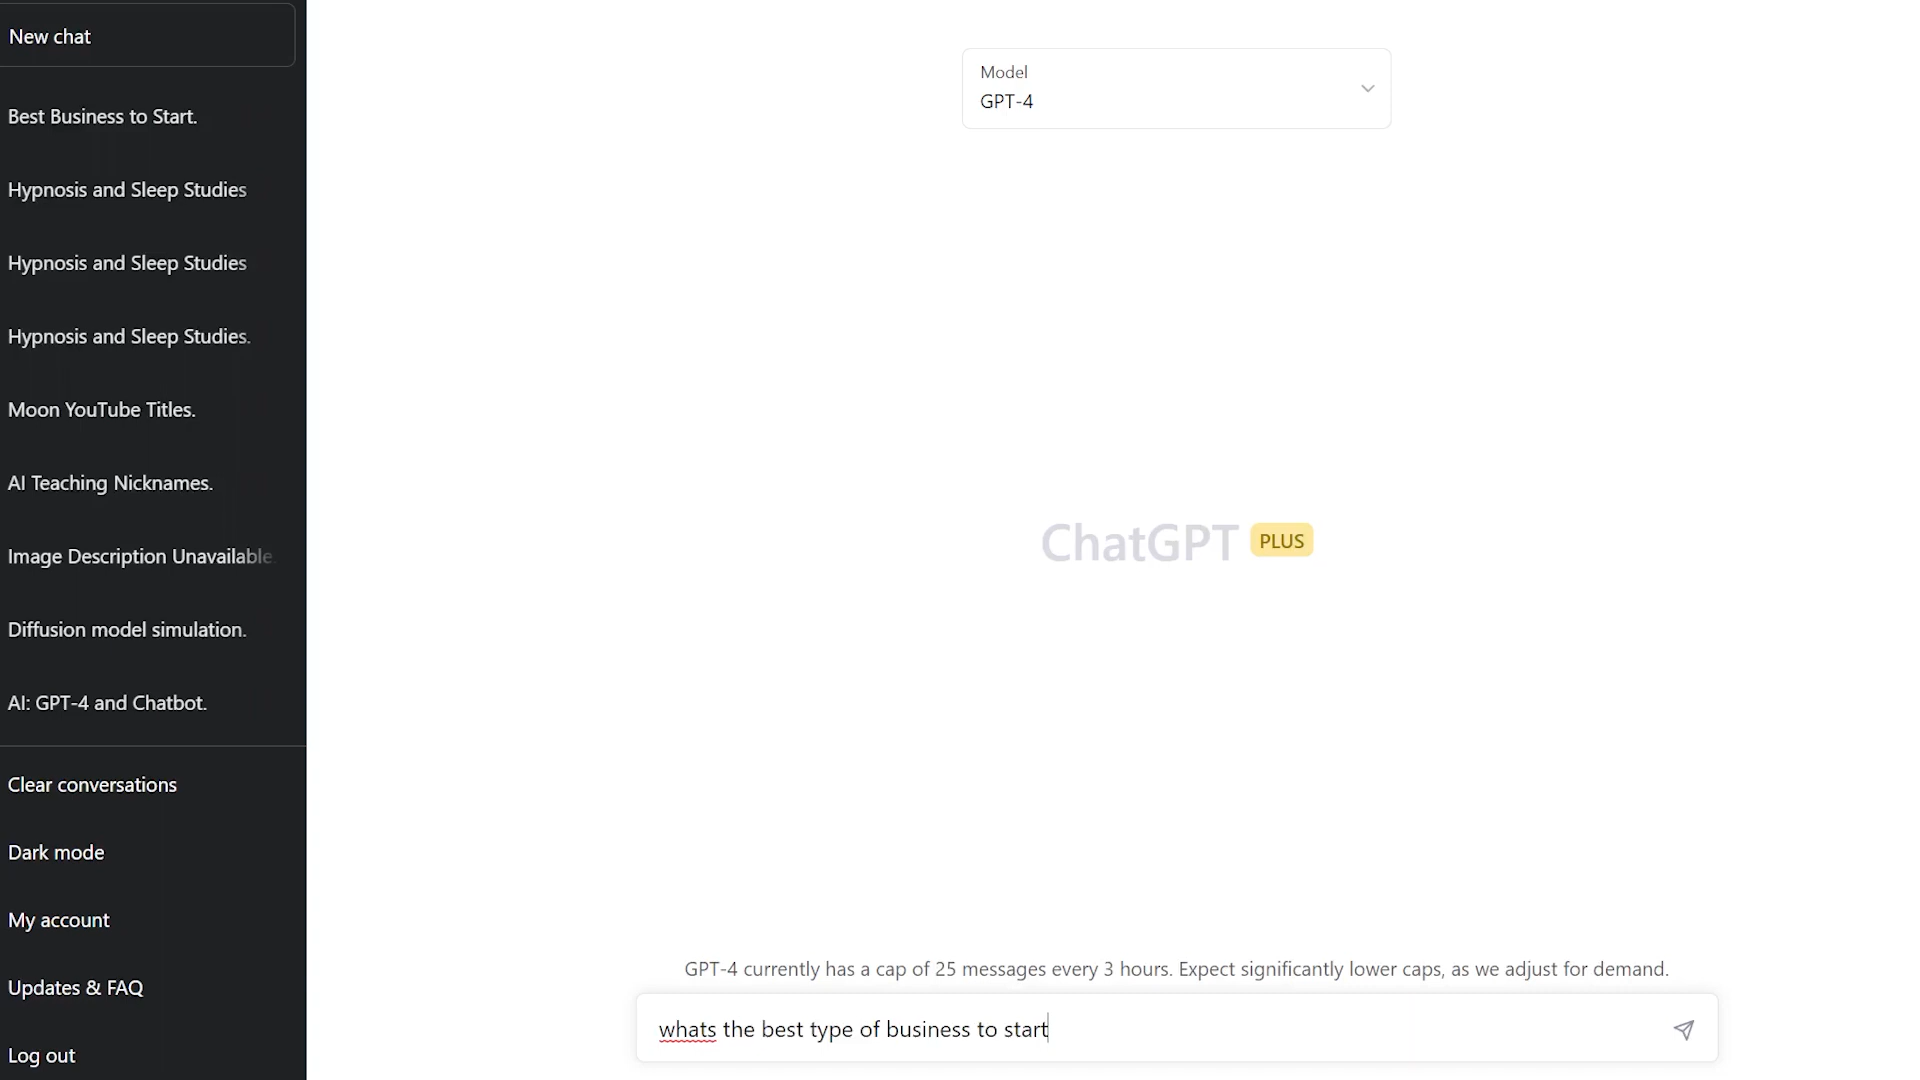 New chat
Best Business to Start.
Hypnosis and Sleep Studies
Hypnosis and Sleep Studies
Hypnosis and Sleep Studies.
Moon YouTube Titles.
AI Teaching Nicknames.
Image Description Unavailable.
Diffusion model simulation.
AI: GPT-4 and Chatbot.
Clear conversations
Dark mode
My account
Updates & FAQ
Log out
Model
GPT-4
ChatGPT PLUS
GPT-4 currently has a cap of 25 messages every 3 hours. Expect significantly lower caps, as we adjust for demand.
whats the best type of business to start